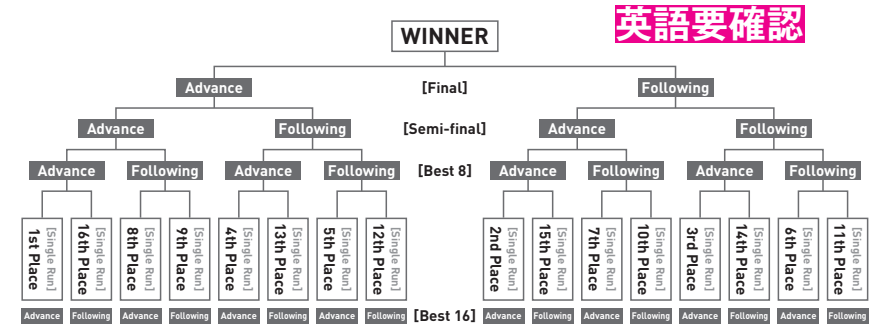 英語要確認
WINNER
Advance [Final] Following
Advance Following [Semi-final] Advance Following
Advance Following Advance Following [Best 8] Advance Following Advance Following
[Single Run] 1st Place
[Single Run] 16th Place
[Single Run] 8th Place
[Single Run] 9th Place
[Single Run] 4th Place
[Single Run] 13th Place
[Single Run] 5th Place
[Single Run] 12th Place
[Single Run] 2nd Place
[Single Run] 15th Place
[Single Run] 7th Place
[Single Run] 10th Place
[Single Run] 3rd Place
[Single Run] 14th Place
[Single Run] 6th Place
[Single Run] 11th Place
Advance Following Advance Following Advance Following Advance Following [Best 16] Advance Following Advance Following Advance Following Advance Following